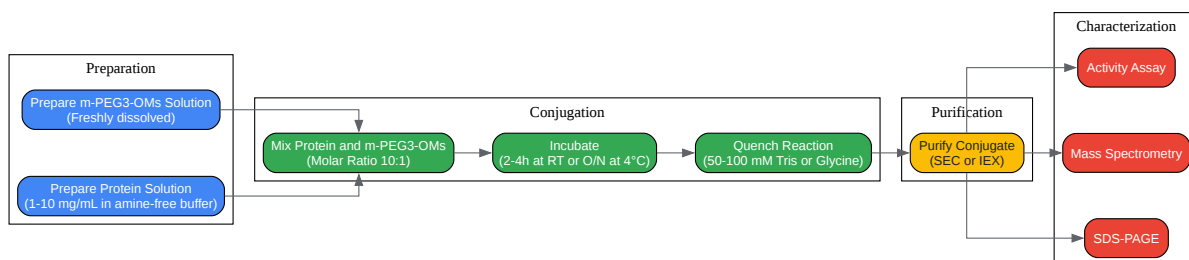 Preparation
Prepare m-PEG3-OMs Solution
(Freshly dissolved)
Prepare Protein Solution
(1-10 mg/mL in amine-free buffer)
Conjugation
Mix Protein and m-PEG3-OMs
(Molar Ratio 10:1)
Incubate
(2-4h at RT or O/N at 4°C)
Quench Reaction
(50-100 mM Tris or Glycine)
Purification
Purify Conjugate
(SEC or IEX)
Characterization
Activity Assay
Mass Spectrometry
SDS-PAGE